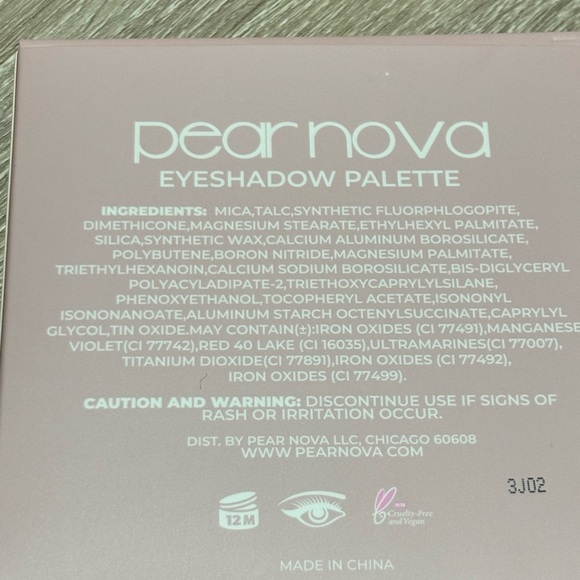 pear nova
EYESHADOW PALETTE
INGREDIENTS: MICA,TALC,SYNTHETIC FLUORPHLOGOPITE,
DIMETHICONE,MAGNESIUM STEARATE,ETHYLHEXYL PALMITATE,
SILICA,SYNTHETIC WAX,CALCIUM ALUMINUM BOROSILICATE,
POLYBUTENE,BORON NITRIDE,MAGNESIUM PALMITATE,
TRIETHYLHEXANOIN,CALCIUM SODIUM BOROSILICATE,BIS-DIGLYCERYL
POLYACYLADIPATE-2,TRIETHOXYCAPRYLYLSILANE,
PHENOXYETHANOL,TOCOPHERYL ACETATE,ISONONYL
ISONONANOATE,ALUMINUM STARCH OCTENYLSUCCINATE,CAPRYLYL
GLYCOL,TIN OXIDE.MAY CONTAIN(±):IRON OXIDES (CI 77491),MANGANESE
VIOLET(CI 77742),RED 40 LAKE (CI 16035),ULTRAMARINES(CI 77007),
TITANIUM DIOXIDE(CI 77891),IRON OXIDES (CI 77492),
IRON OXIDES (CI 77499).
CAUTION AND WARNING: DISCONTINUE USE IF SIGNS OF
RASH OR IRRITATION OCCUR.
DIST. BY PEAR NOVA LLC, CHICAGO 60608
WWW.PEARNOVA.COM
3J02
12M
Cruelty-Free
and Vegan
MADE IN CHINA